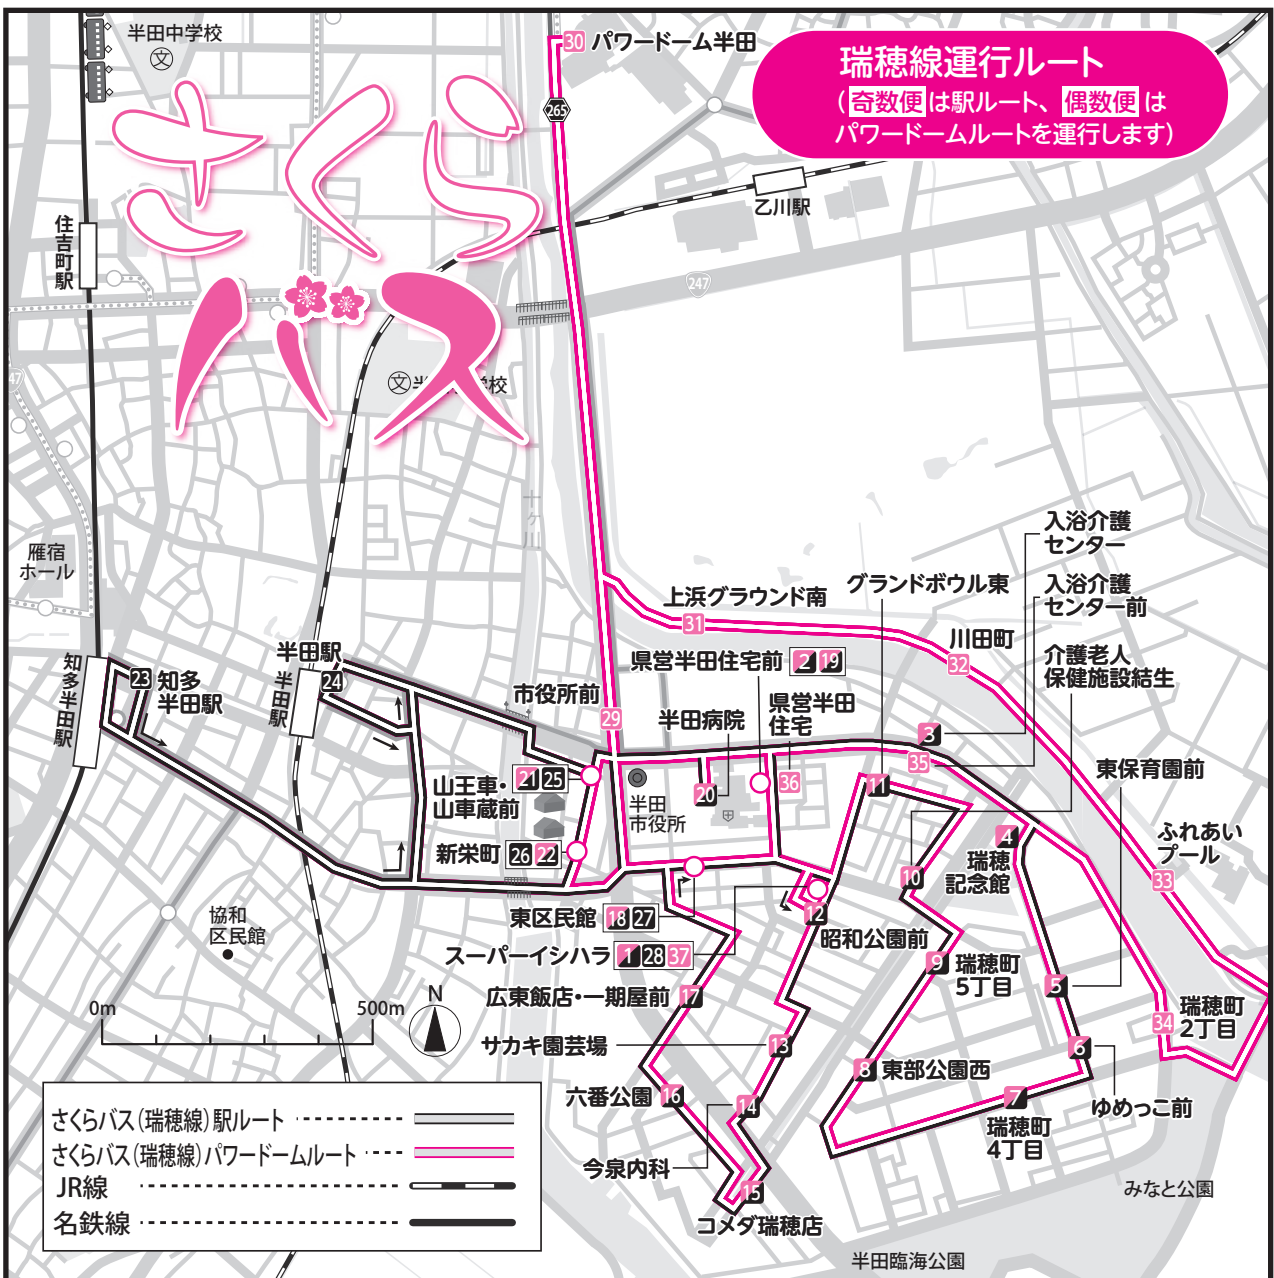 半田中学校
文
30 パワードーム半田
瑞穂線運行ルート
(奇数便は駅ルート、偶数便は
パワードームルートを運行します)
さくら
バス
265
乙川駅
住吉町駅
247
47
文
校
十ヶ川
雁宿
ホール
入浴介護
センター
入浴介護
センター前
グランドボウル東
上浜グラウンド南
31
川田町
32
介護老人
保健施設結生
県営半田住宅前 2 19
半田駅
24
半田駅
知多半田駅
23 知多
半田駅
市役所前
29
半田病院
県営半田
住宅
3
35
東保育園前
36
11
20
山王車・
山車蔵前
21 25
半田
市役所
ふれあい
プール
4
瑞穂
記念館
新栄町 26 22
10
33
協和
区民館
東区民館 18 27
12
昭和公園前
スーパーイシハラ 1 28 37
9 瑞穂町
5丁目
広東飯店・一期屋前 17
5
瑞穂町
2丁目
34
0m
500m
N
サカキ園芸場
13
6
8 東部公園西
六番公園 16
14
7
瑞穂町
4丁目
ゆめっこ前
今泉内科
15
コメダ瑞穂店
みなと公園
半田臨海公園
さくらバス(瑞穂線)駅ルート
さくらバス(瑞穂線)パワードームルート
JR線
名鉄線